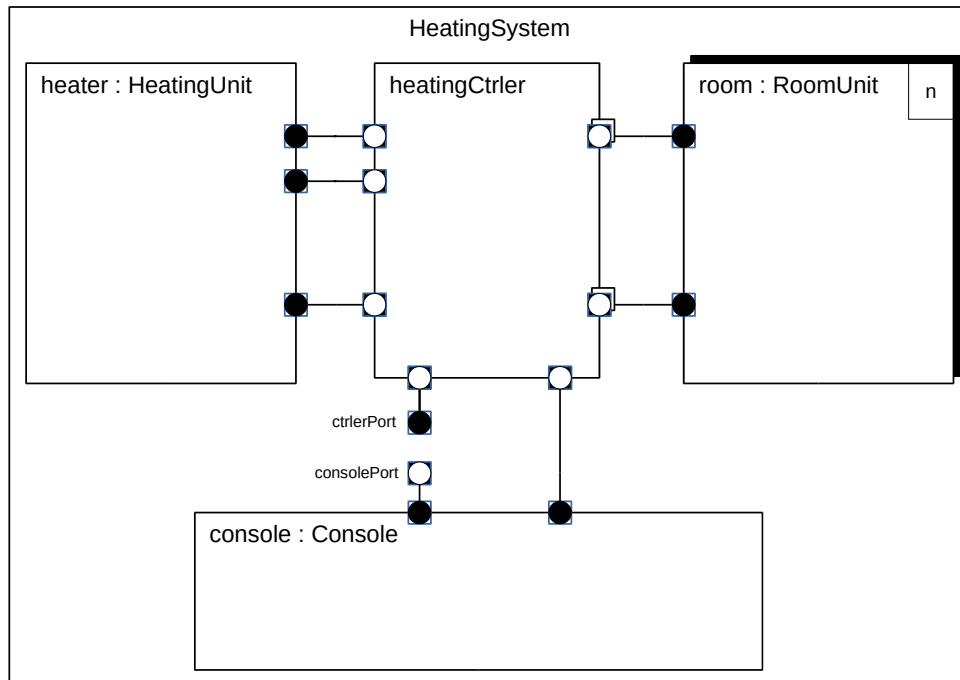 HeatingSystem
heater : HeatingUnit
heatingCtrler
room : RoomUnit
n
ctrlerPort
consolePort
console : Console